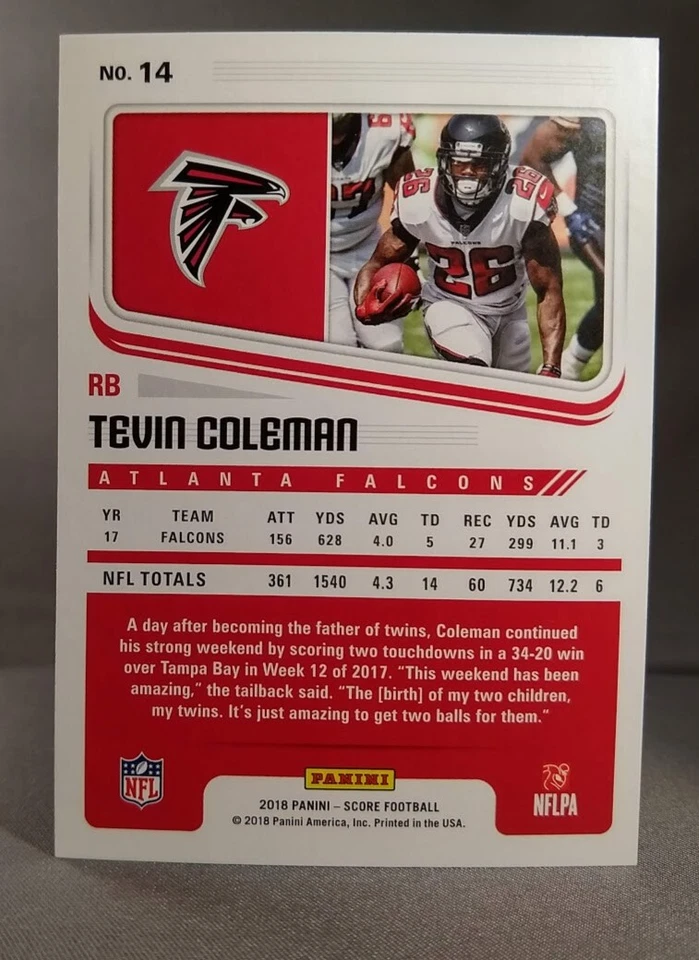 NO. 14
26
26
26
FALCONS
RB
TEVIN COLEMAN
ATLANTA FALCONS
YR TEAM ATT YDS AVG TD REC YDS AVG TD
17 FALCONS 156 628 4.0 5 27 299 11.1 3
NFL TOTALS 361 1540 4.3 14 60 734 12.2 6
A day after becoming the father of twins, Coleman continued
his strong weekend by scoring two touchdowns in a 34-20 win
over Tampa Bay in Week 12 of 2017. “This weekend has been
amazing,” the tailback said. “The [birth] of my two children,
my twins. It’s just amazing to get two balls for them.”
NFL
PANINI
2018 PANINI – SCORE FOOTBALL
© 2018 Panini America, Inc. Printed in the USA.
NFLPA